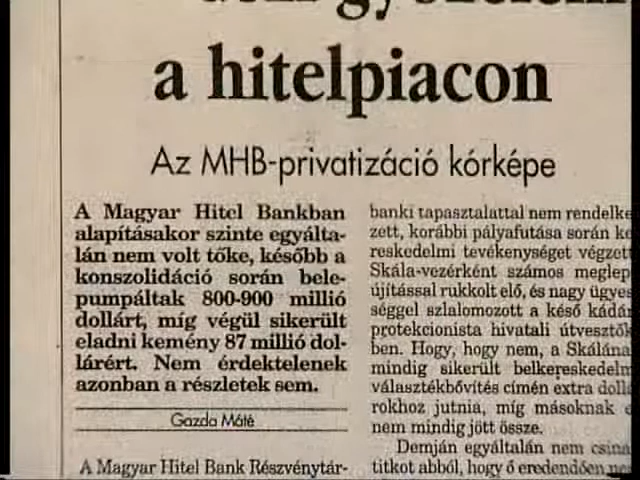 a hitelpiacon
Az MHB-privatizáció kórképe
A Magyar Hitel Bankban
alapításakor szinte egyálta-
lán nem volt tőke, később a
konszolidáció során bele-
pumpáltak 800-900 millió
dollárt, míg végül sikerült
eladni kemény 87 millió dol-
lárért. Nem érdektelenek
azonban a részletek sem.
Gazda Máté
A Magyar Hitel Bank Részvénytár-
banki tapasztalattal nem rendelke
zett, korábbi pályafutása során ke
reskedelmi tevékenységet végzett
Skála-vezérként számos meglep
újítással rukkolt elő, és nagy ügyes
séggel szlalomozott a késő kádár
protekcionista hivatali útvesztők
ben. Hogy, hogy nem, a Skálána
mindig sikerült belkereskedelm
választékbővítés címén extra doll
rokhoz jutnia, míg másoknak
nem mindig jött össze.
Demján egyáltalán nem csina
titkot abból, hogy ő eredendően